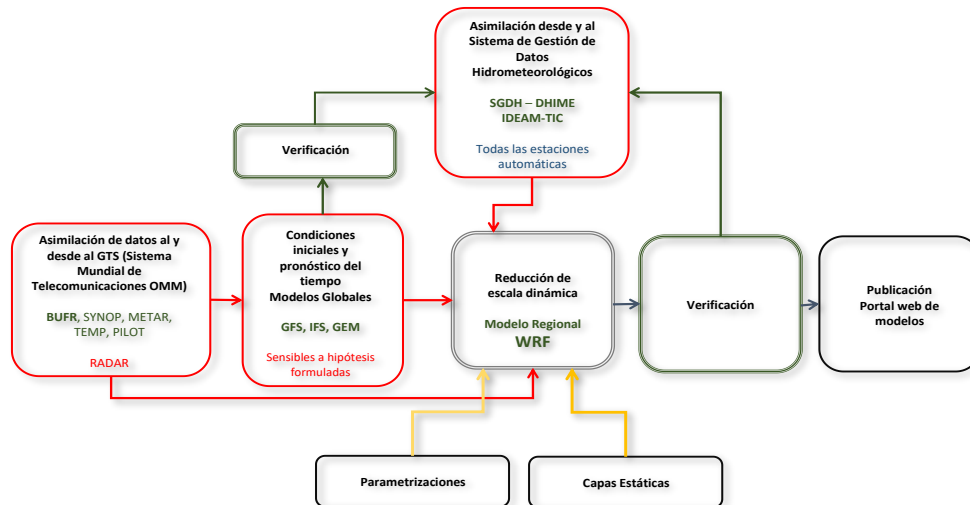 Asimilación desde y al
Sistema de Gestión de
Datos
Hidrometeorológicos
SGDH – DHIME
IDEAM-TIC
Todas las estaciones
automáticas
Verificación
Asimilación de datos al y
desde al GTS (Sistema
Mundial de
Telecomunicaciones OMM)
BUFR, SYNOP, METAR,
TEMP, PILOT
RADAR
Condiciones
iniciales y
pronóstico del
tiempo
Modelos Globales
GFS, IFS, GEM
Sensibles a hipótesis
formuladas
Reducción de
escala dinámica
Modelo Regional
WRF
Verificación
Publicación
Portal web de
modelos
Parametrizaciones
Capas Estáticas